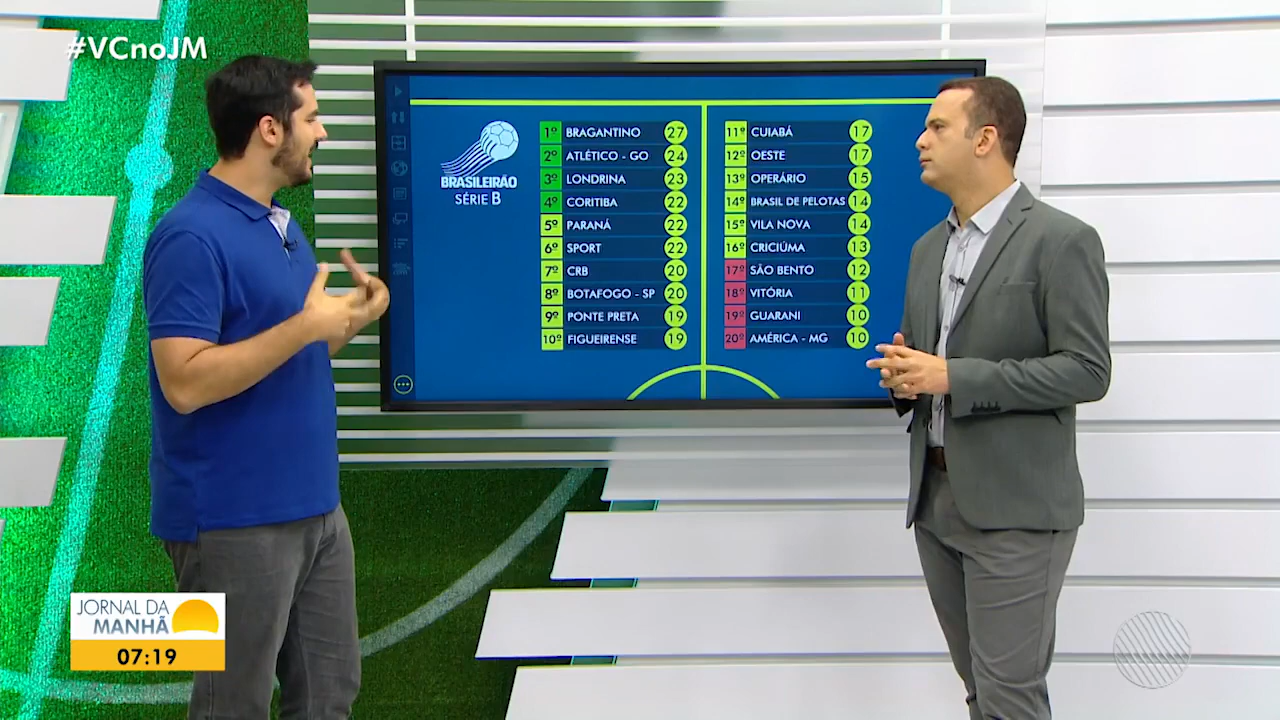 #VCnoJM
BRASILEIRÃO
SÉRIE B
1º BRAGANTINO 27
2º ATLÉTICO - GO 24
3º LONDRINA 23
4º CORITIBA 22
5º PARANÁ 22
6º SPORT 22
7º CRB 20
8º BOTAFOGO - SP 20
9º PONTE PRETA 19
10º FIGUEIRENSE 19
11º CUIABÁ 17
12º OESTE 17
13º OPERÁRIO 15
14º BRASIL DE PELOTAS 14
15º VILA NOVA 14
16º CRICIÚMA 13
17º SÃO BENTO 12
18º VITÓRIA 11
19º GUARANI 10
20º AMÉRICA - MG 10
JORNAL DA
MANHÃ
07:19